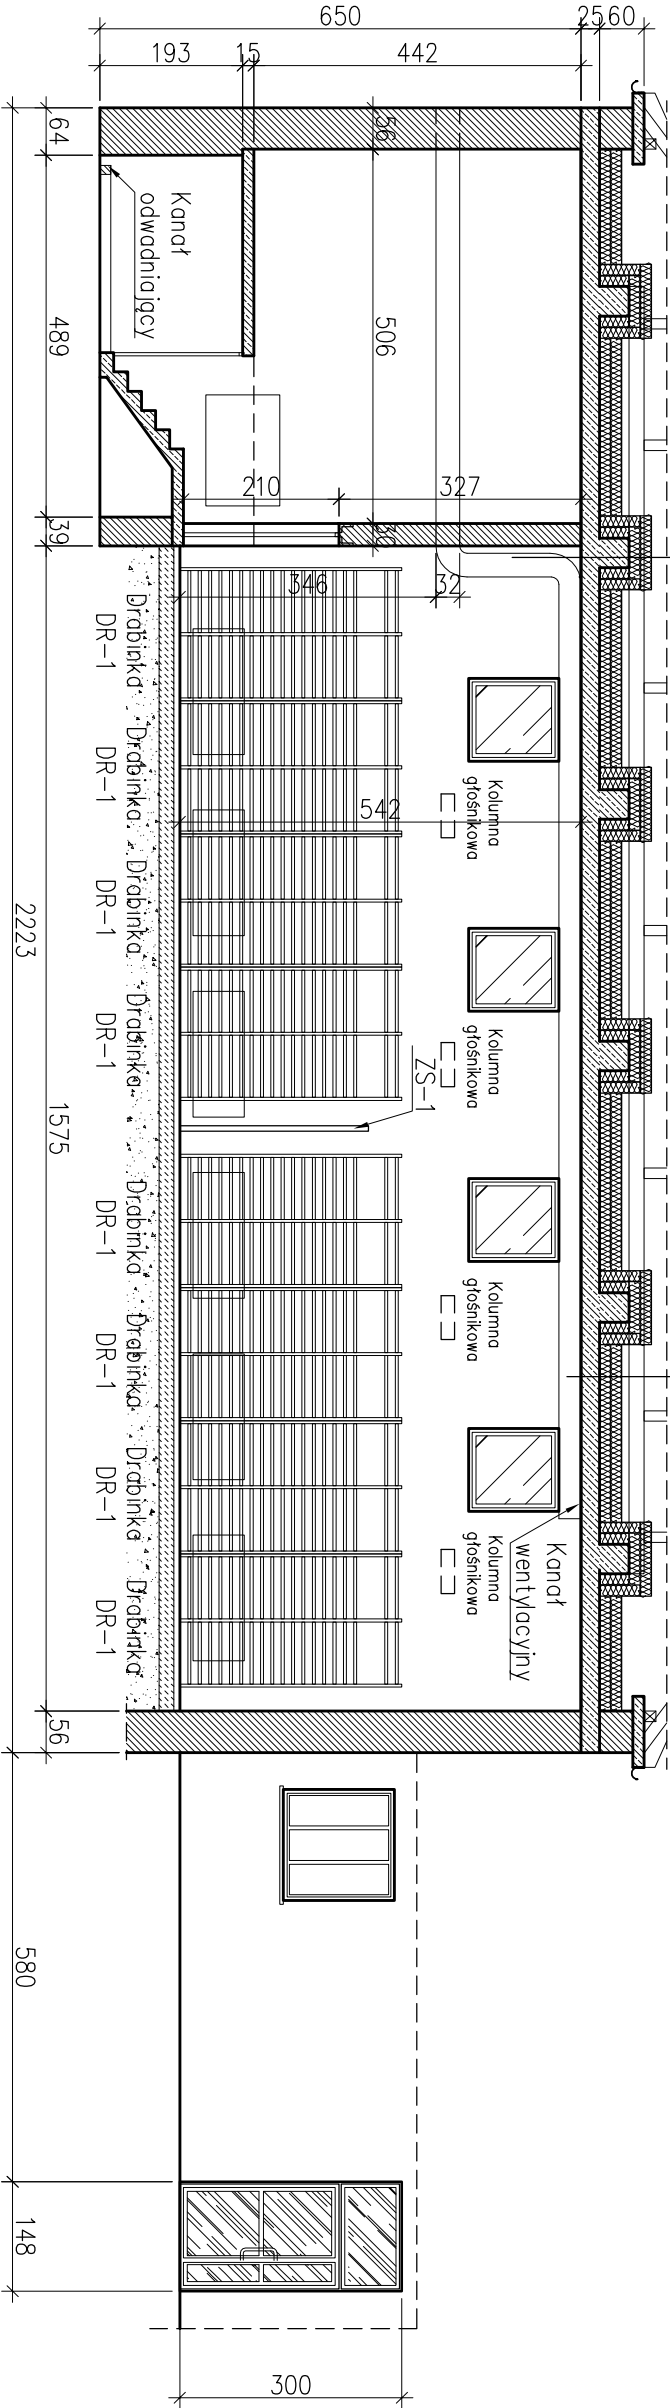 650
25
60
193
15
442
64
56
Kanał
odwadniający
489
506
210
327
39
30
346
32
Drabinka
DR-1
Drabinka
DR-1
Drabinka
DR-1
Drabinka
DR-1
Drabinka
DR-1
Drabinka
DR-1
Drabinka
DR-1
Drabinka
DR-1
Kolumna
głośnikowa
542
Kolumna
głośnikowa
ZS-1
Kolumna
głośnikowa
Kolumna
głośnikowa
Kanał
wentylacyjny
2223
1575
56
580
148
300